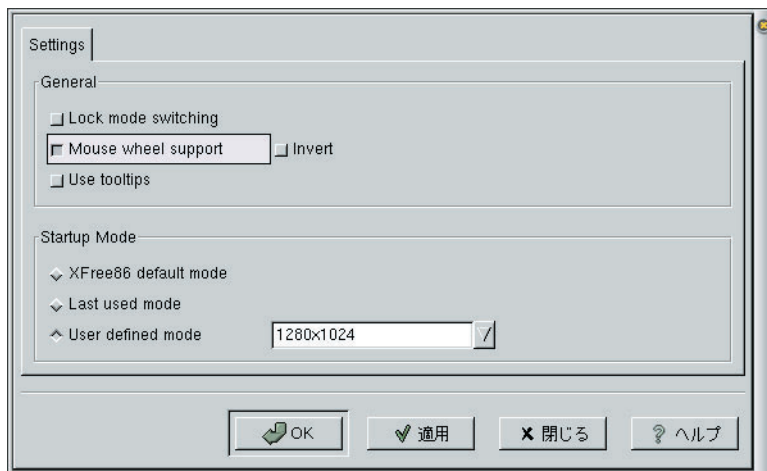 Settings
General
Lock mode switching
Mouse wheel support Invert
Use tooltips
Startup Mode
XFree86 default mode
Last used mode
User defined mode 1280x1024
OK 適用 閉じる ヘルプ